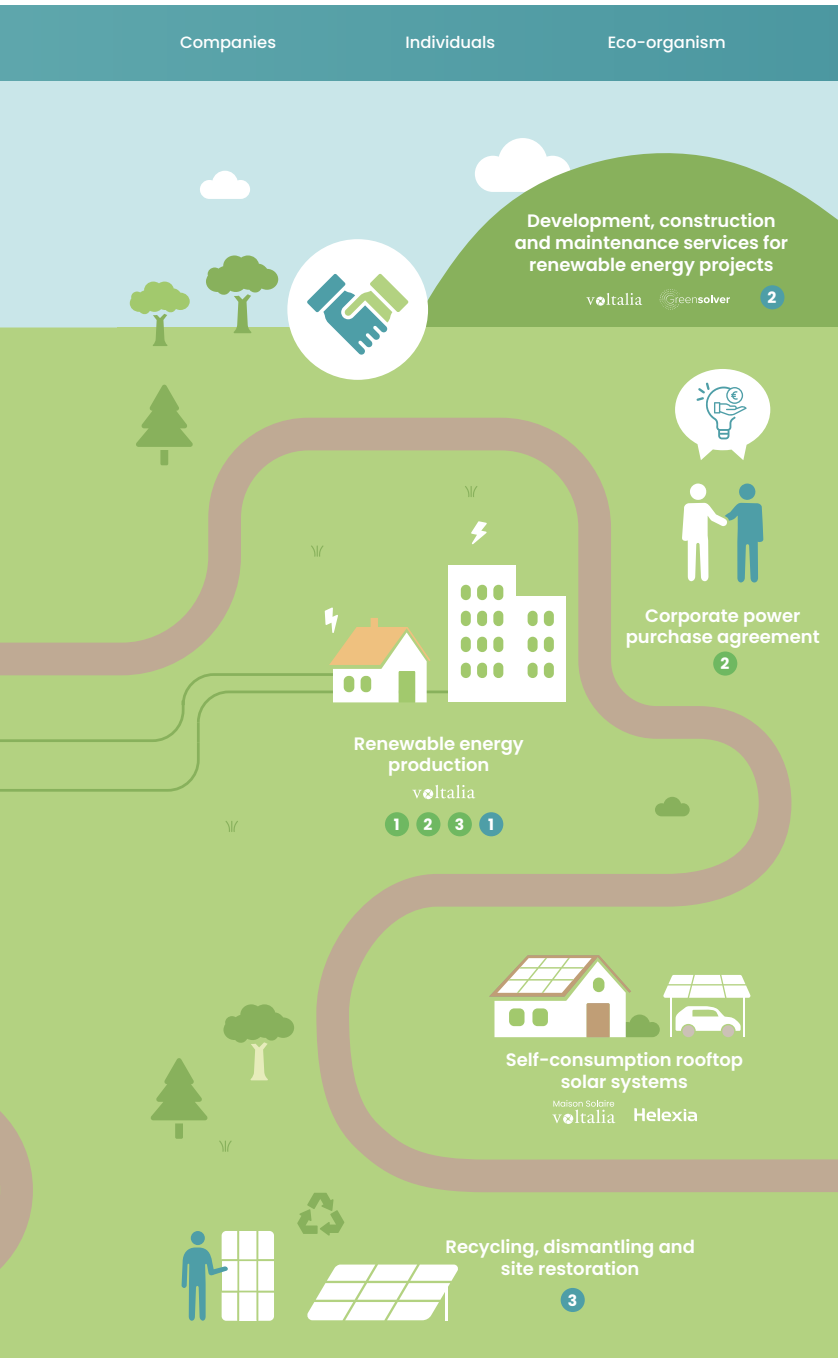 Companies
Individuals
Eco-organism
Development, construction
and maintenance services for
renewable energy projects
voltalia
Greensolver
2
€
Corporate power
purchase agreement
2
Renewable energy
production
voltalia
1 2 3 1
Self-consumption rooftop
solar systems
Maison Solaire
voltalia
Helexia
Recycling, dismantling and
site restoration
3